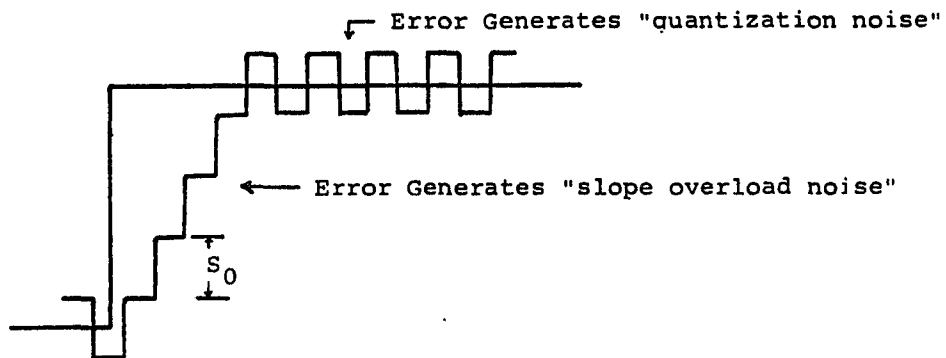 Error Generates "quantization noise"
Error Generates "slope overload noise"
S0